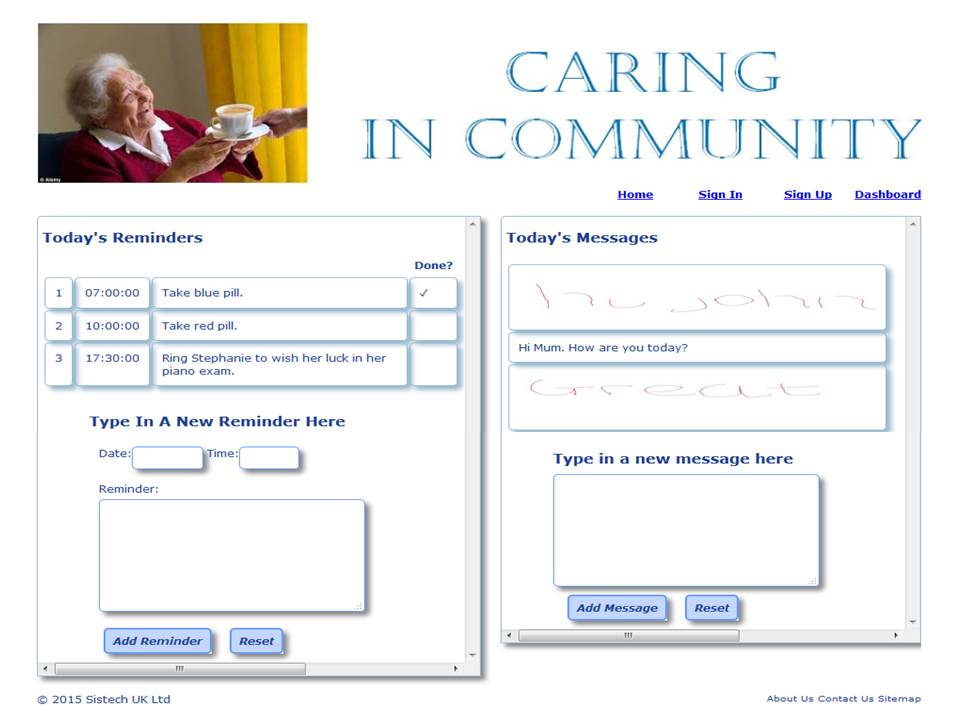 CARING
IN COMMUNITY
© Alamy
Home Sign In Sign Up Dashboard
Today's Reminders
Done?
1 07:00:00 Take blue pill. ✓
2 10:00:00 Take red pill.
3 17:30:00 Ring Stephanie to wish her luck in her
piano exam.
Type In A New Reminder Here
Date: Time:
Reminder:
Add Reminder Reset
Today's Messages
john
Hi Mum. How are you today?
Great
Type in a new message here
Add Message Reset
© 2015 Sistech UK Ltd
About Us Contact Us Sitemap